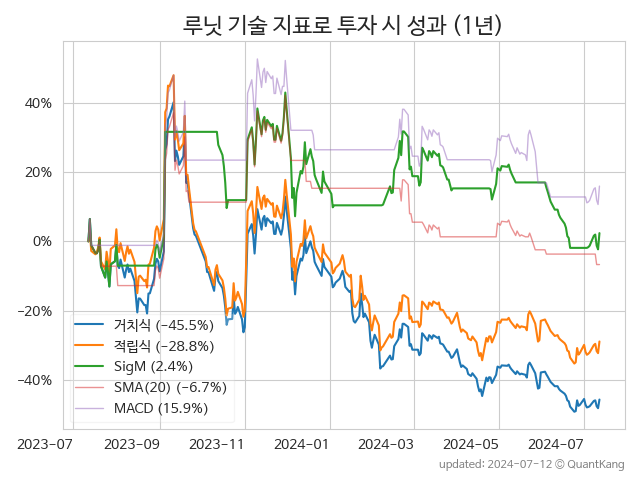 루닛 기술 지표로 투자 시 성과 (1년)
40%
20%
0%
−20%
−40%
거치식 (−45.5%)
적립식 (−28.8%)
SigM (2.4%)
SMA(20) (−6.7%)
MACD (15.9%)
2023-07 2023-09 2023-11 2024-01 2024-03 2024-05 2024-07
updated: 2024-07-12 © QuantKang